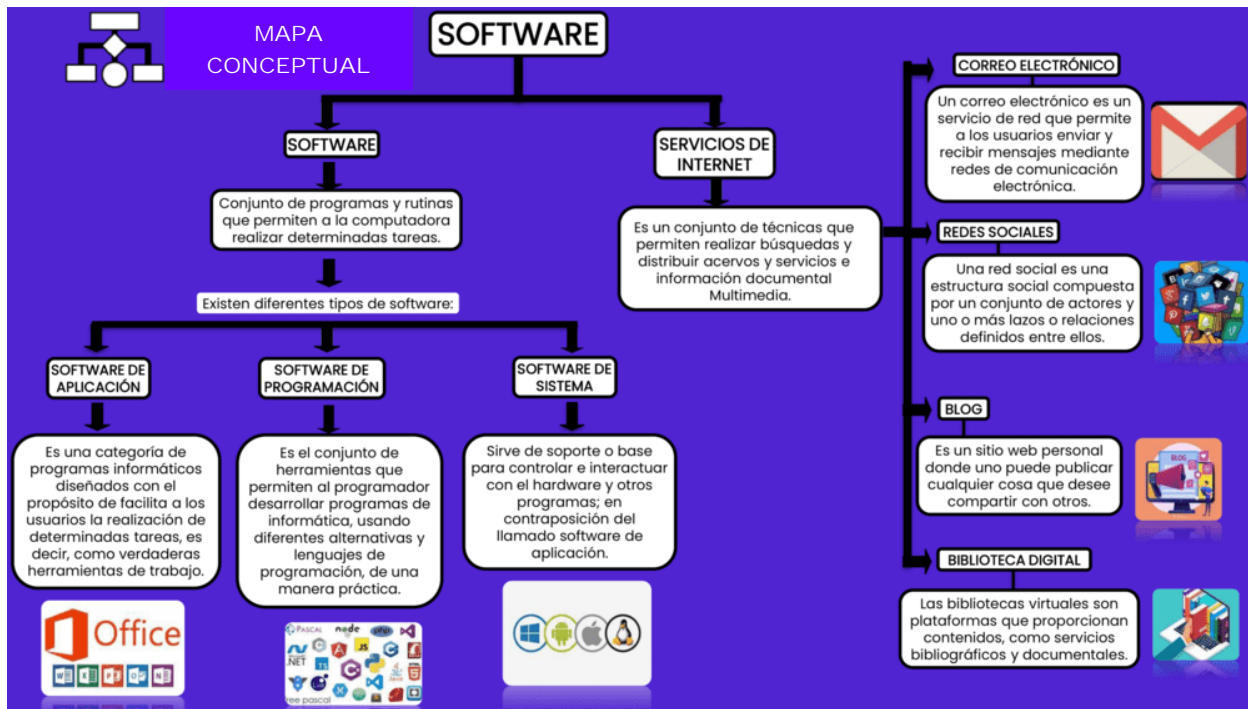 MAPA
CONCEPTUAL
SOFTWARE
SOFTWARE
Conjunto de programas y rutinas
que permiten a la computadora
realizar determinadas tareas.
Existen diferentes tipos de software:
SOFTWARE DE
APLICACIÓN
Es una categoría de
programas informáticos
diseñados con el
propósito de facilita a los
usuarios la realización de
determinadas tareas, es
decir, como verdaderas
herramientas de trabajo.
Office
SOFTWARE DE
PROGRAMACIÓN
Es el conjunto de
herramientas que
permiten al programador
desarrollar programas de
informática, usando
diferentes alternativas y
lenguajes de
programación, de una
manera práctica.
PASCAL
node
php
JS
.NET
TS
free pascal
SOFTWARE DE
SISTEMA
Sirve de soporte o base
para controlar e interactuar
con el hardware y otros
programas; en
contraposición del
llamado software de
aplicación.
SERVICIOS DE
INTERNET
Es un conjunto de técnicas que
permiten realizar búsquedas y
distribuir acervos y servicios e
información documental
Multimedia.
CORREO ELECTRÓNICO
Un correo electrónico es un
servicio de red que permite
a los usuarios enviar y
recibir mensajes mediante
redes de comunicación
electrónica.
REDES SOCIALES
Una red social es una
estructura social compuesta
por un conjunto de actores y
uno o más lazos o relaciones
definidos entre ellos.
BLOG
Es un sitio web personal
donde uno puede publicar
cualquier cosa que desee
compartir con otros.
BLOG
BIBLIOTECA DIGITAL
Las bibliotecas virtuales son
plataformas que proporcionan
contenidos, como servicios
bibliográficos y documentales.